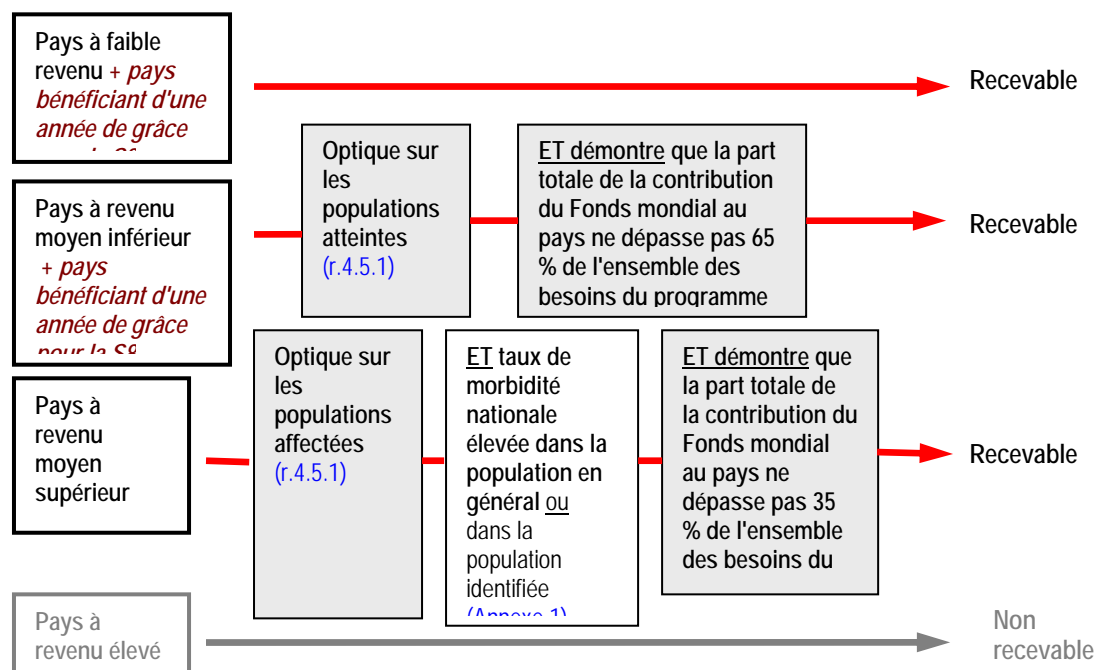 Pays à faible
revenu + pays
bénéficiant d'une
année de grâce
Recevable
Pays à revenu
moyen inférieur
+ pays
bénéficiant d'une
année de grâce
pour la S9
Optique sur
les
populations
atteintes
(r.4.5.1)
ET démontre que la part
totale de la contribution
du Fonds mondial au
pays ne dépasse pas 65
% de l'ensemble des
besoins du programme
Recevable
Pays à
revenu
moyen
supérieur
Optique sur
les
populations
affectées
(r.4.5.1)
ET taux de
morbidité
nationale
élevée dans la
population en
général ou
dans la
population
identifiée
(Annexe 1)
ET démontre que
la part totale de
la contribution du
Fonds mondial
au pays ne
dépasse pas 35
% de l'ensemble
des besoins du
Recevable
Pays à
revenu élevé
Non
recevable